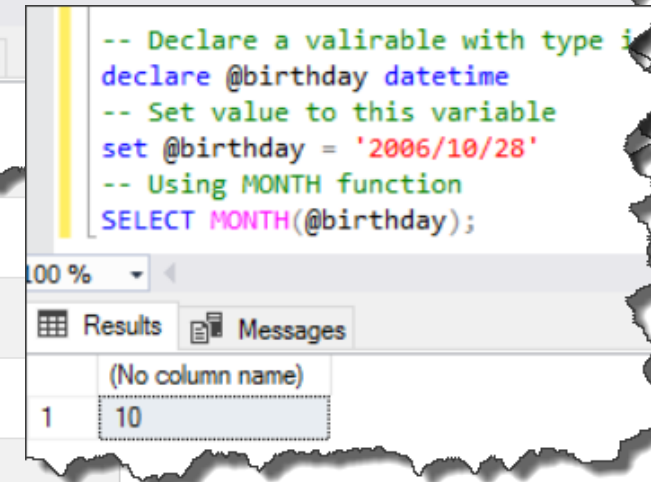 -- Declare a valirable with type i
declare @birthday datetime
-- Set value to this variable
set @birthday = '2006/10/28'
-- Using MONTH function
SELECT MONTH(@birthday);
100 %
Results Messages
(No column name)
1 10